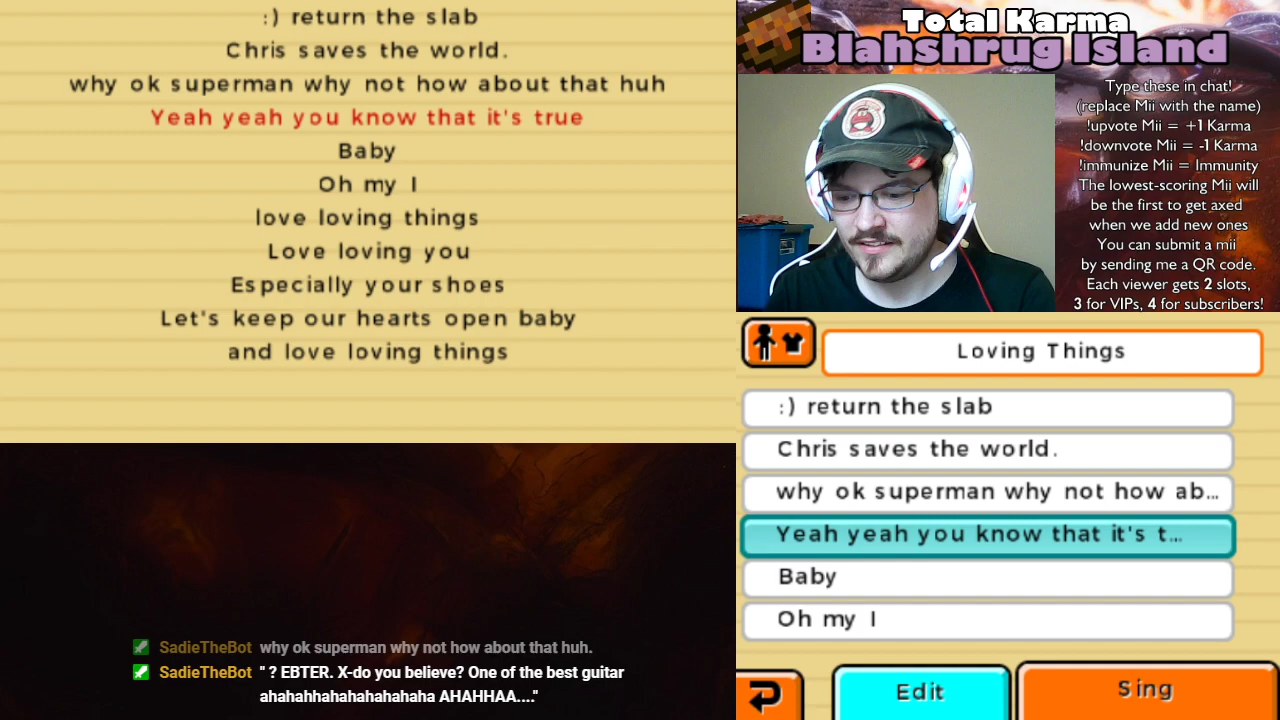 :) return the slab
Chris saves the world.
why ok superman why not how about that huh
Yeah yeah you know that it's true
Baby
Oh my I
love loving things
Love loving you
Especially your shoes
Let's keep our hearts open baby
and love loving things
SadieTheBot why ok superman why not how about that huh.
SadieTheBot " ? EBTER. X-do you believe? One of the best guitar
ahahahhahahahahahaha AHAHHAA...."
Total Karma
Blahshrug Island
Type these in chat!
(replace Mii with the name)
!upvote Mii = +1 Karma
!downvote Mii = -1 Karma
!immunize Mii = Immunity
The lowest-scoring Mii will
be the first to get axed
when we add new ones
You can submit a mii
by sending me a QR code.
Each viewer gets 2 slots,
3 for VIPs, 4 for subscribers!
Loving Things
:) return the slab
Chris saves the world.
why ok superman why not how ab...
Yeah yeah you know that it's t...
Baby
Oh my I
Edit
Sing